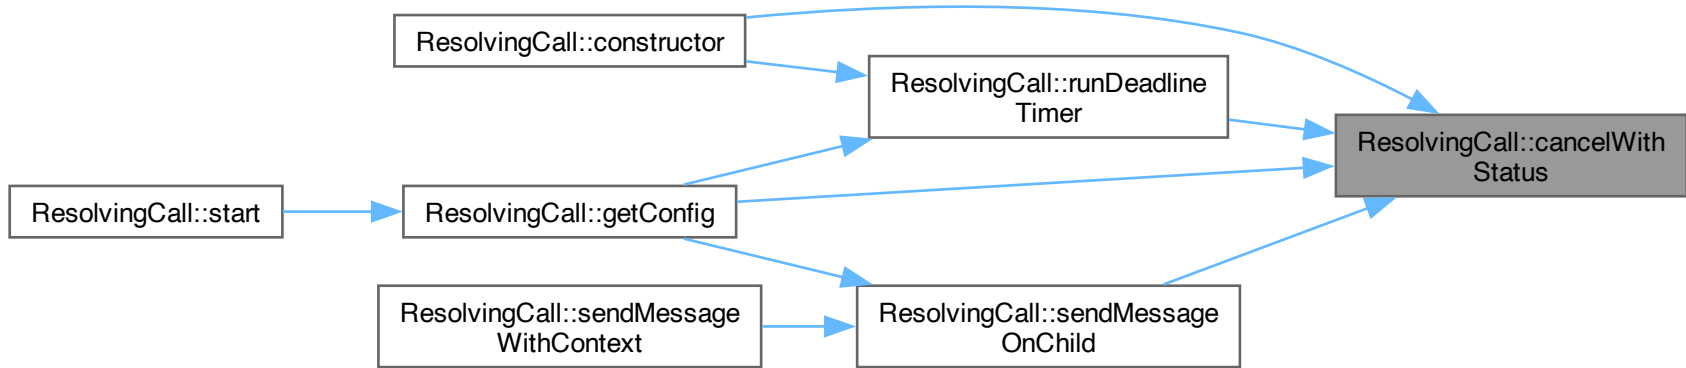 ResolvingCall::constructor
ResolvingCall::runDeadline
Timer
ResolvingCall::cancelWith
Status
ResolvingCall::start
ResolvingCall::getConfig
ResolvingCall::sendMessage
WithContext
ResolvingCall::sendMessage
OnChild